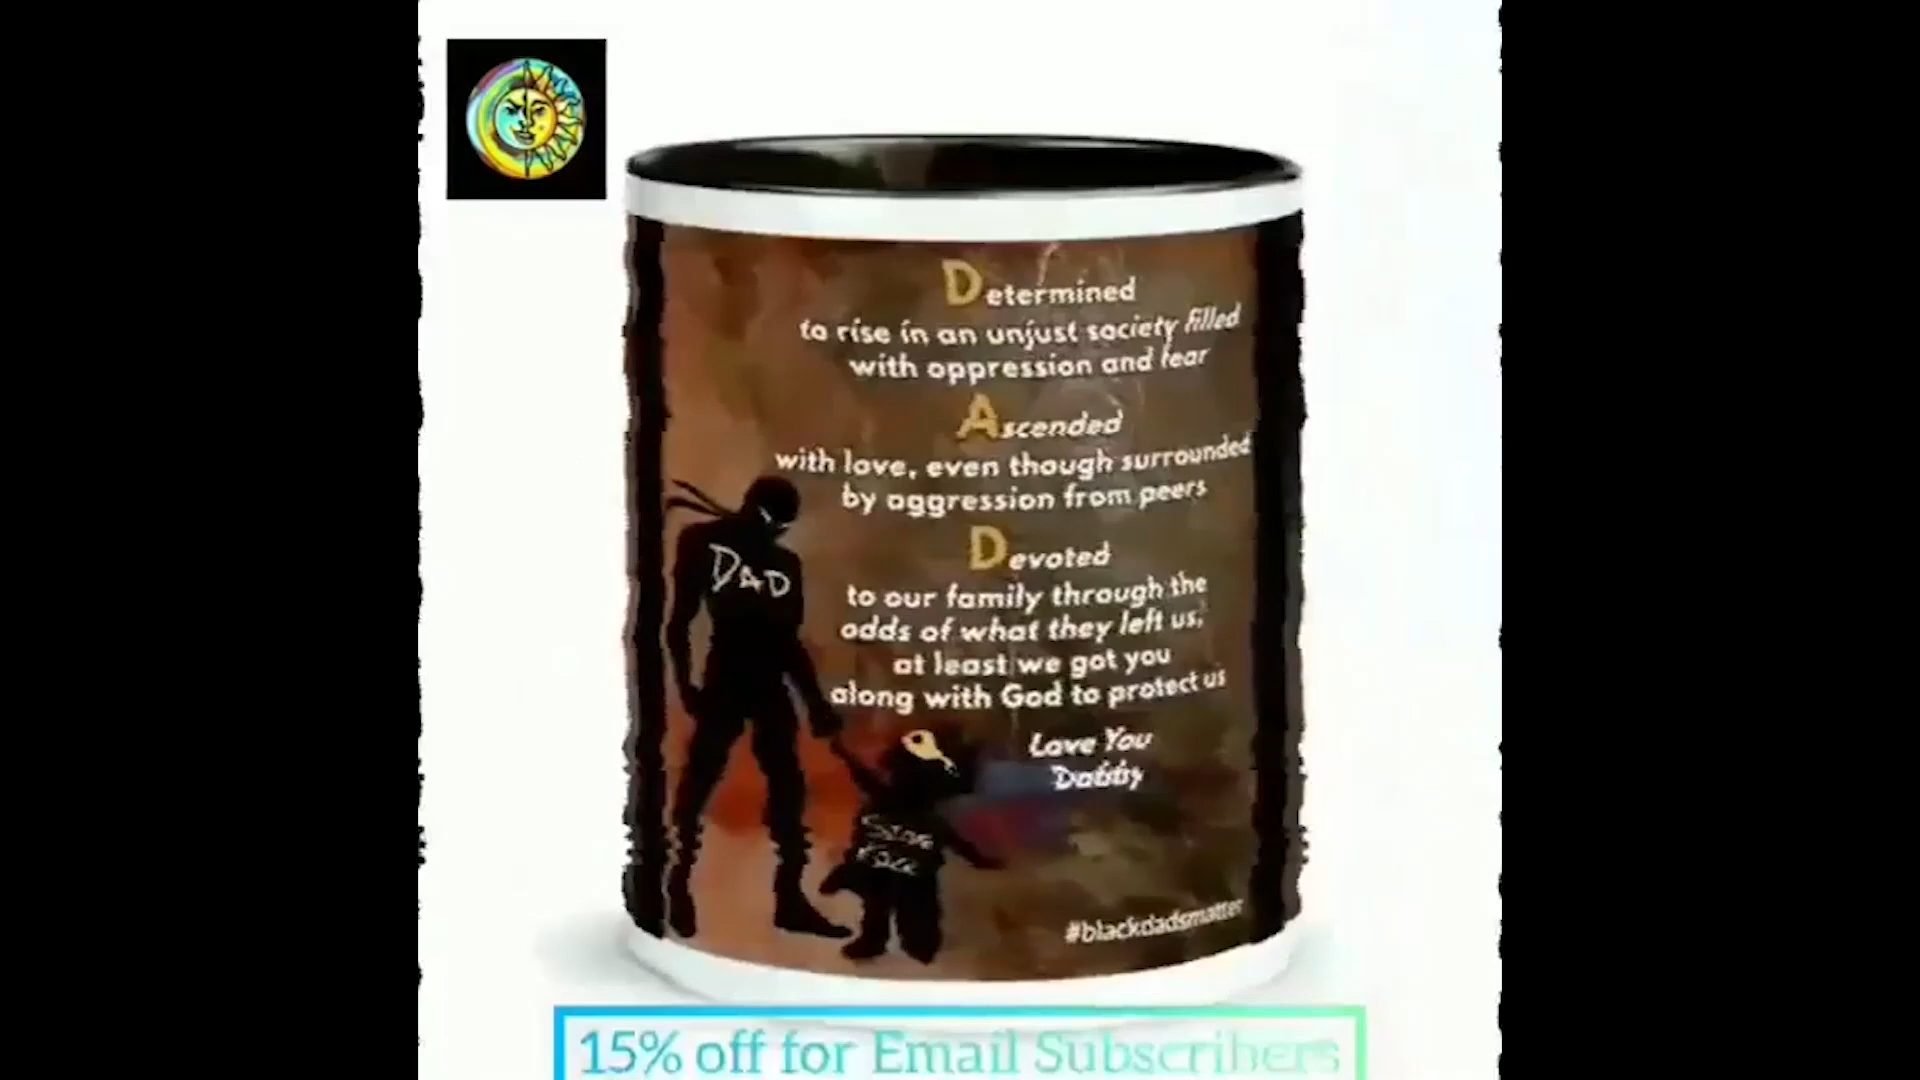 Determined
to rise in an unjust society filled
with oppression and fear
Ascended
with love, even though surrounded
by aggression from peers
Devoted
to our family through the
odds of what they left us,
at least we got you
along with God to protect us
Love You
Daddy
DAD
#blackdadsmatter
15% off for Email Subscribers